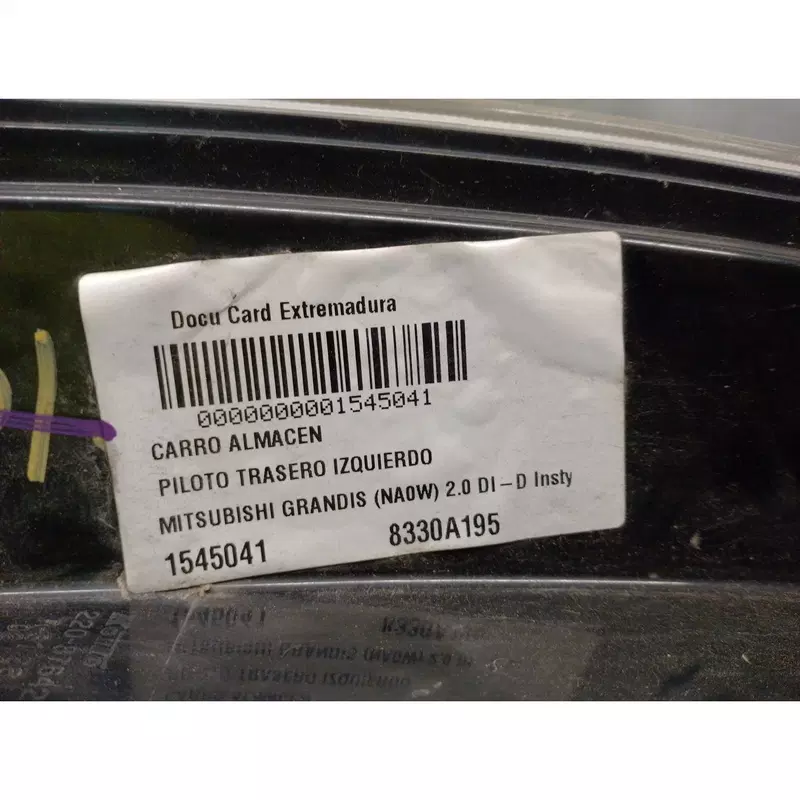 Docu Card Extremadura
0000000001545041
CARRO ALMACEN
PILOTO TRASERO IZQUIERDO
MITSUBISHI GRANDIS (NA0W) 2.0 DI-D Insty
1545041 8330A195